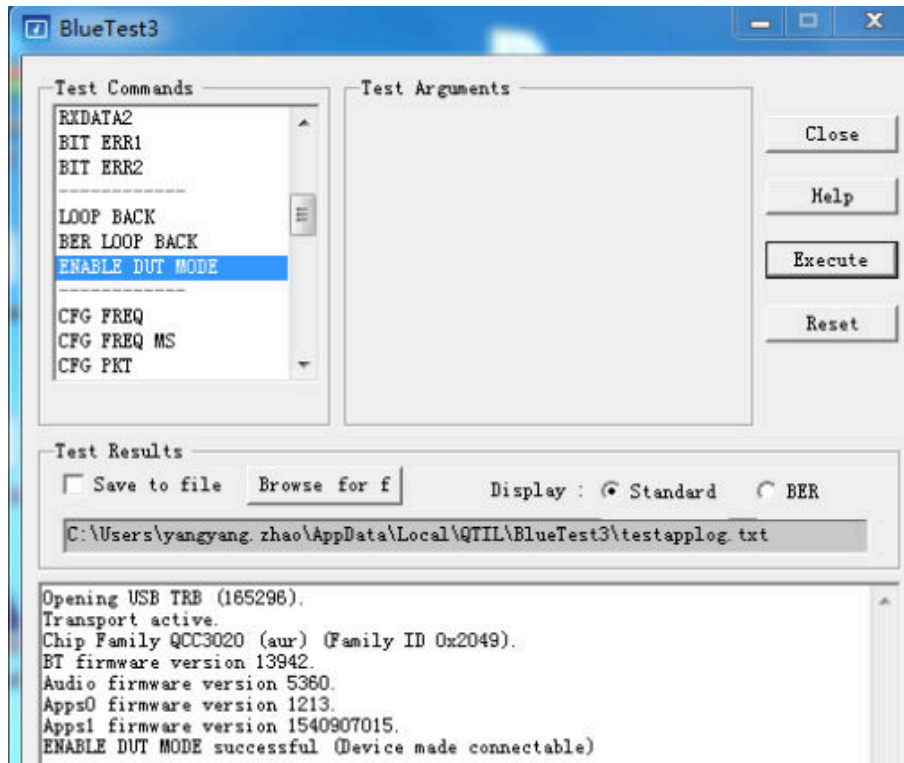 BlueTest3
Test Commands
RXDATA2
BIT ERR1
BIT ERR2
------------
LOOP BACK
BER LOOP BACK
ENABLE DUT MODE
------------
CFG FREQ
CFG FREQ MS
CFG PKT
Test Arguments
Close
Help
Execute
Reset
Test Results
Save to file
Browse for f
Display :
Standard
BER
C:\Users\yangyang.zhao\AppData\Local\QTIL\BlueTest3\testapplog.txt
Opening USB TRB (165296).
Transport active.
Chip Family QCC3020 (aur) (Family ID 0x2049).
BT firmware version 13942.
Audio firmware version 5360.
Apps0 firmware version 1213.
Apps1 firmware version 1540907015.
ENABLE DUT MODE successful (Device made connectable)